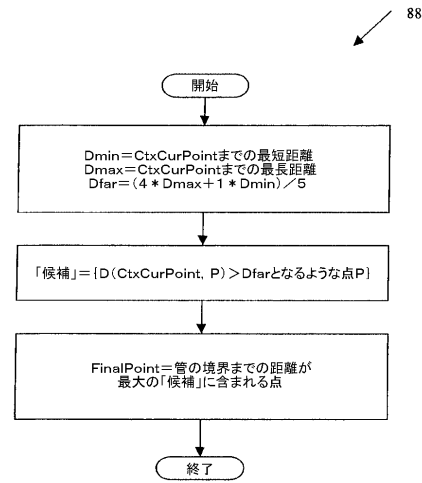 88
開始
Dmin=CtxCurPointまでの最短距離
Dmax=CtxCurPointまでの最長距離
Dfar=(4*Dmax+1*Dmin)/5
「候補」={D(CtxCurPoint, P)>Dfarとなるような点P}
FinalPoint=管の境界までの距離が
最大の「候補」に含まれる点
終了